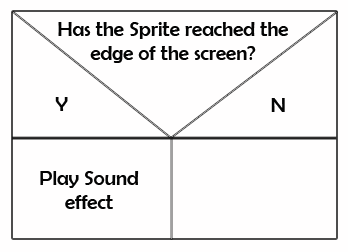 Has the Sprite reached the
edge of the screen?
Y
N
Play Sound
effect